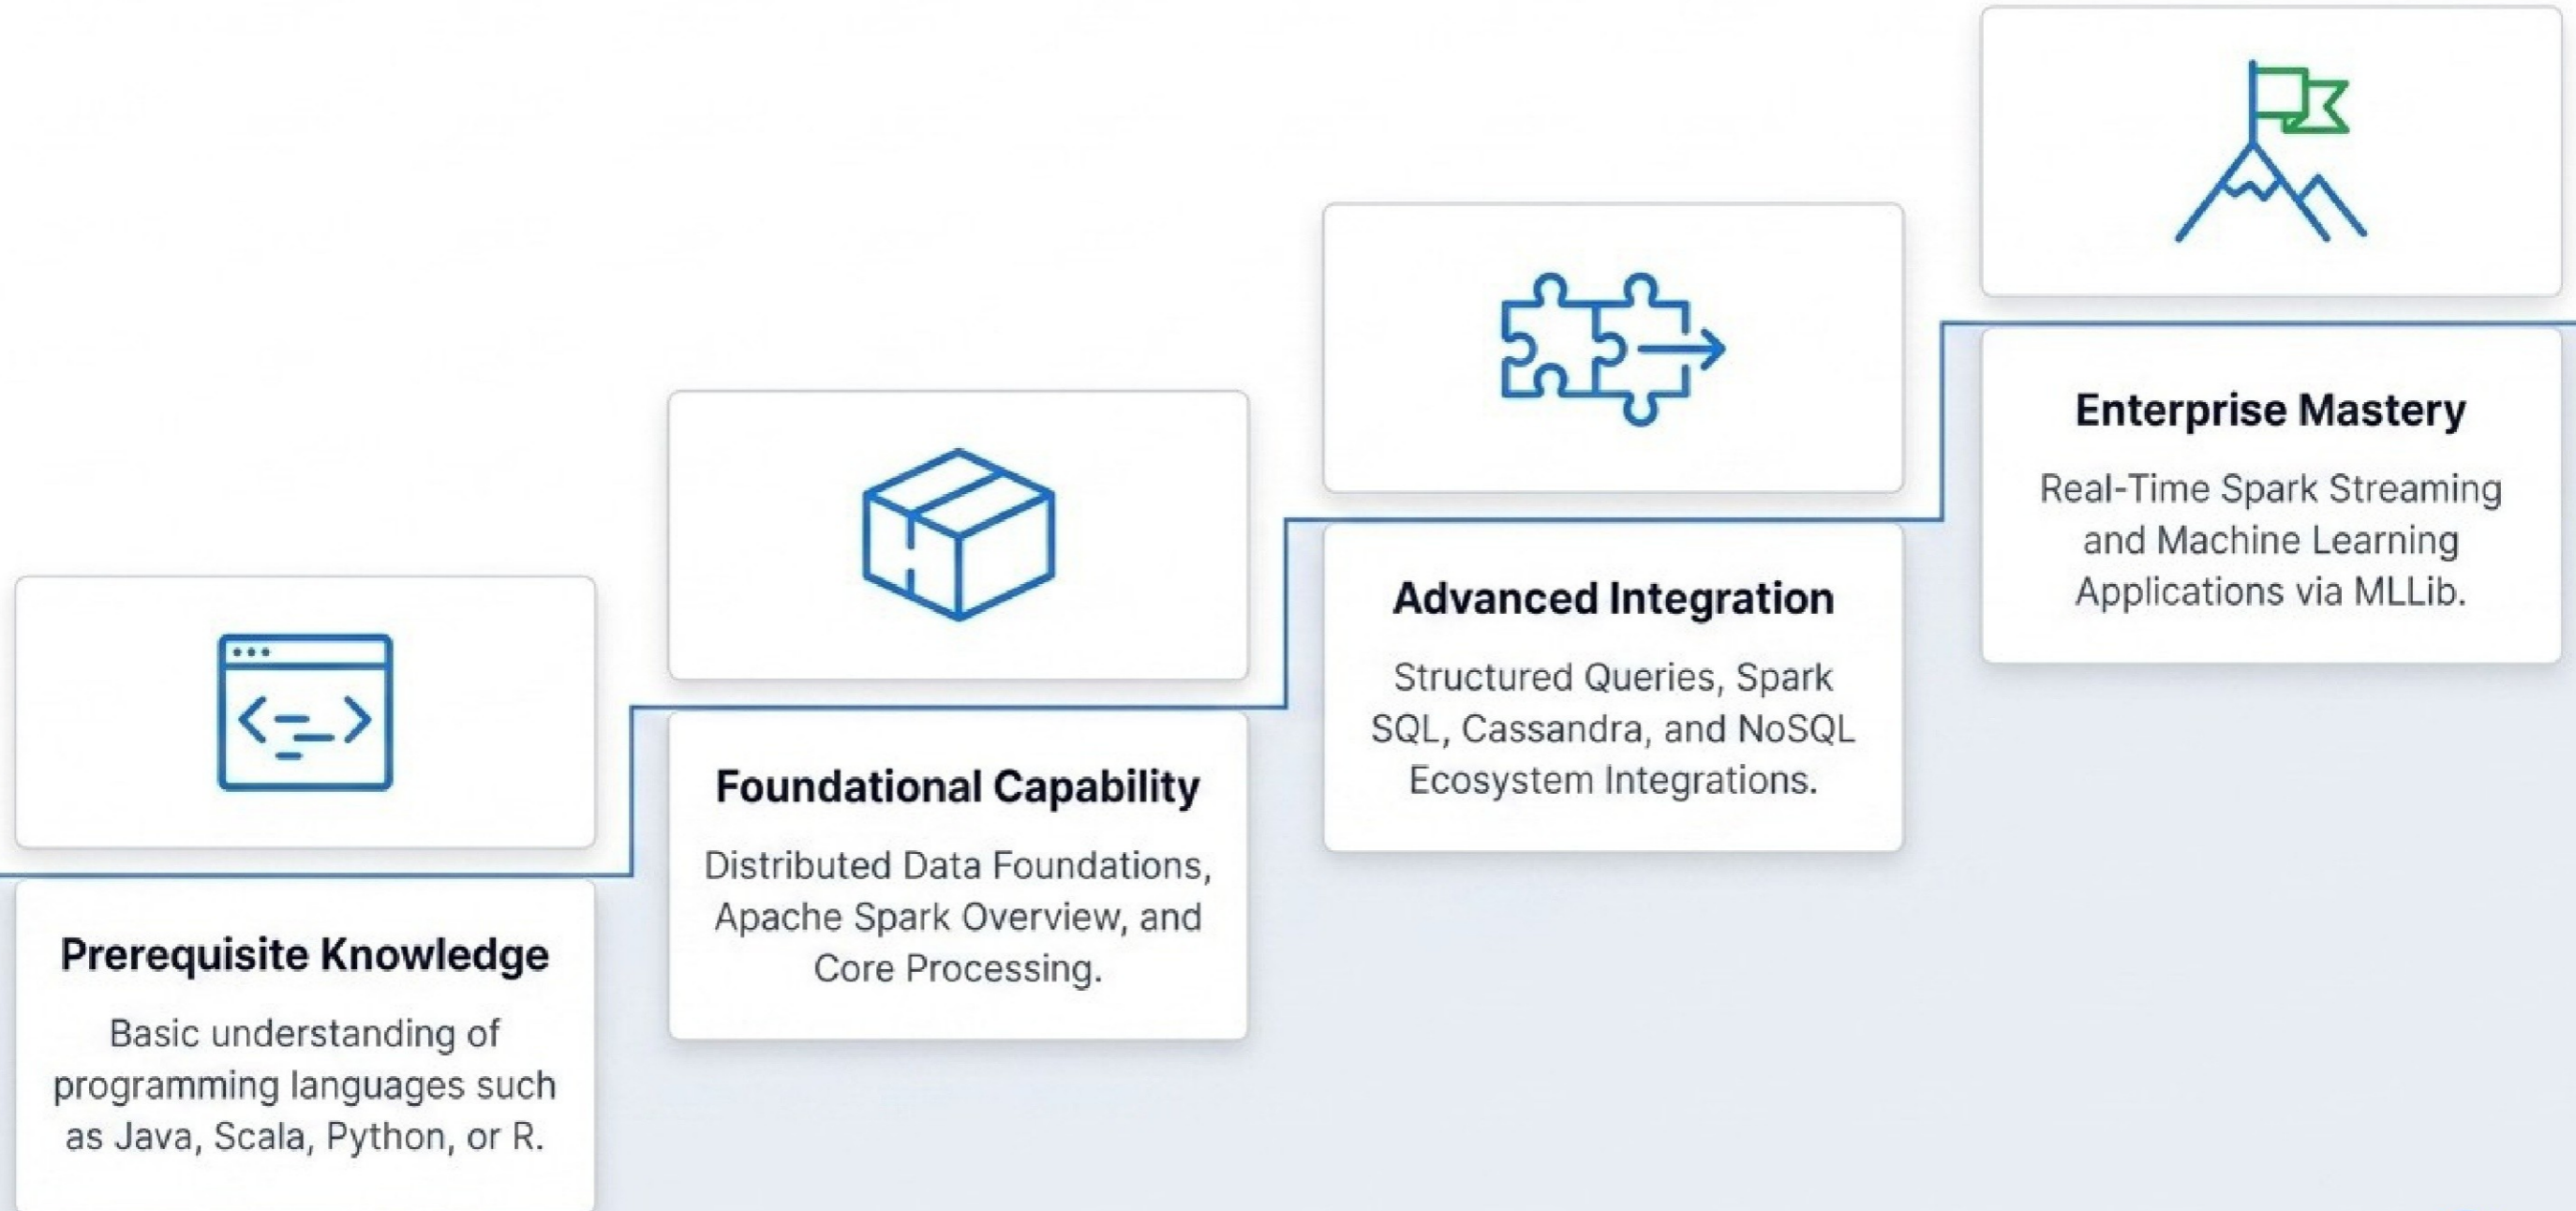 Prerequisite Knowledge
Basic understanding of
programming languages such
as Java, Scala, Python, or R.
Foundational Capability
Distributed Data Foundations,
Apache Spark Overview, and
Core Processing.
Advanced Integration
Structured Queries, Spark
SQL, Cassandra, and NoSQL
Ecosystem Integrations.
Enterprise Mastery
Real-Time Spark Streaming
and Machine Learning
Applications via MLLib.